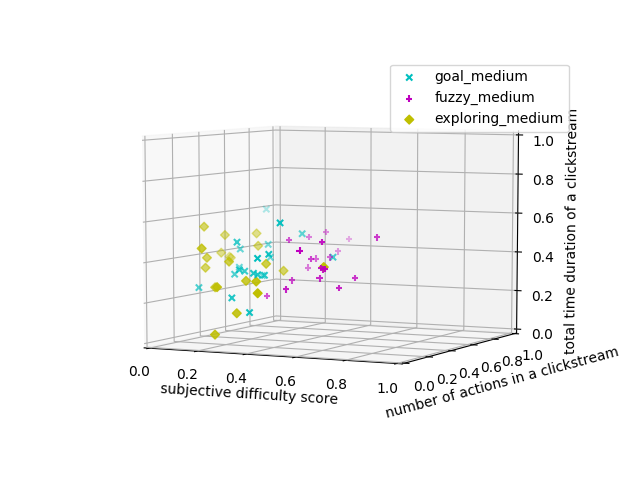 goal_medium
fuzzy_medium
exploring_medium
1.0
0.8
0.6
0.4
0.2
0.0
total time duration of a clickstream
0.0 0.2 0.4 0.6 0.8 1.0
subjective difficulty score
0.0 0.2 0.4 0.6 0.8 1.0
number of actions in a clickstream